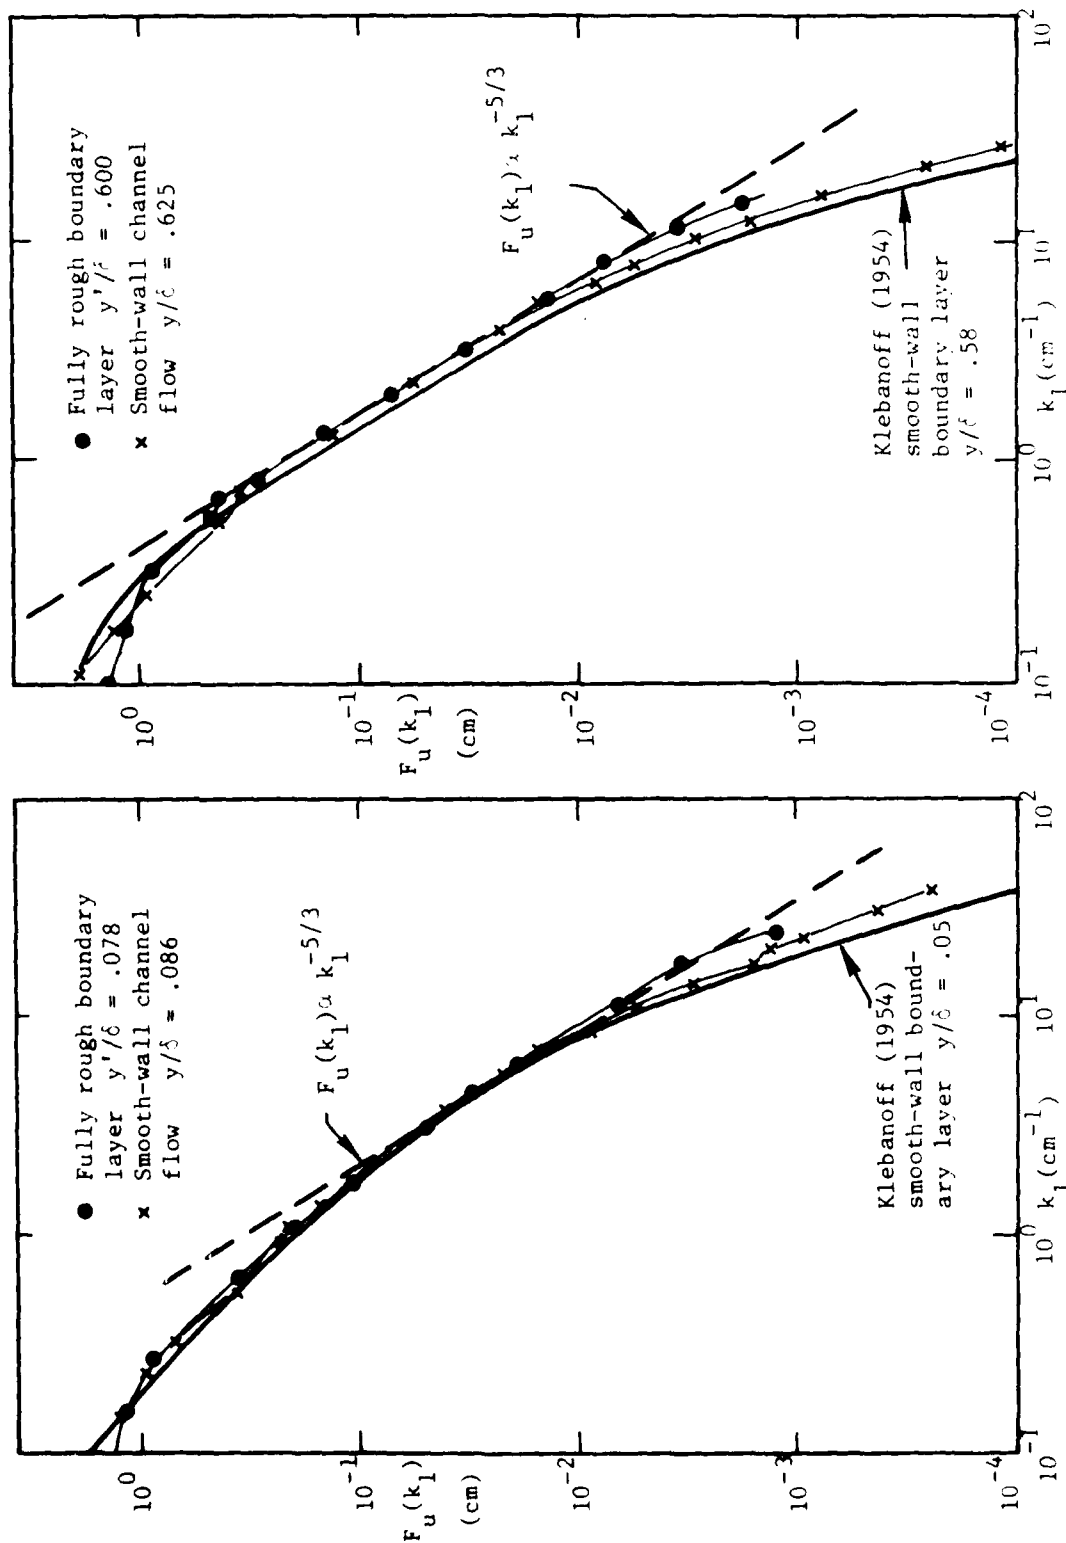 ● Fully rough boundary
layer y'/δ = .078
× Smooth-wall channel
flow y/δ = .086
F_u(k_1) α k_1^{-5/3}
Klebanoff (1954)
smooth-wall bound-
ary layer y/δ = .05
F_u(k_1)
(cm)
10^0
10^{-1}
10^{-2}
10^{-3}
10^{-4}
10^{-1}
10^0
10^1
10^2
k_1(cm^{-1})
● Fully rough boundary
layer y'/δ = .600
× Smooth-wall channel
flow y/δ = .625
F_u(k_1) α k_1^{-5/3}
Klebanoff (1954)
smooth-wall
boundary layer
y/δ = .58
F_u(k_1)
(cm)
10^0
10^{-1}
10^{-2}
10^{-3}
10^{-4}
10^{-1}
10^0
10^1
10^2
k_1(cm^{-1})